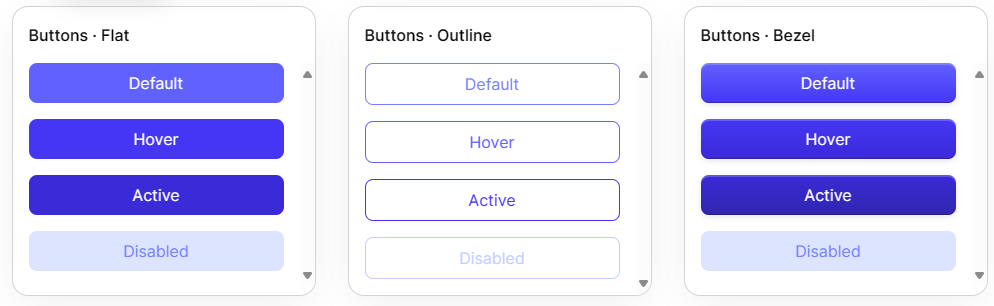 Buttons · Flat
Default
Hover
Active
Disabled
Buttons · Outline
Default
Hover
Active
Disabled
Buttons · Bezel
Default
Hover
Active
Disabled